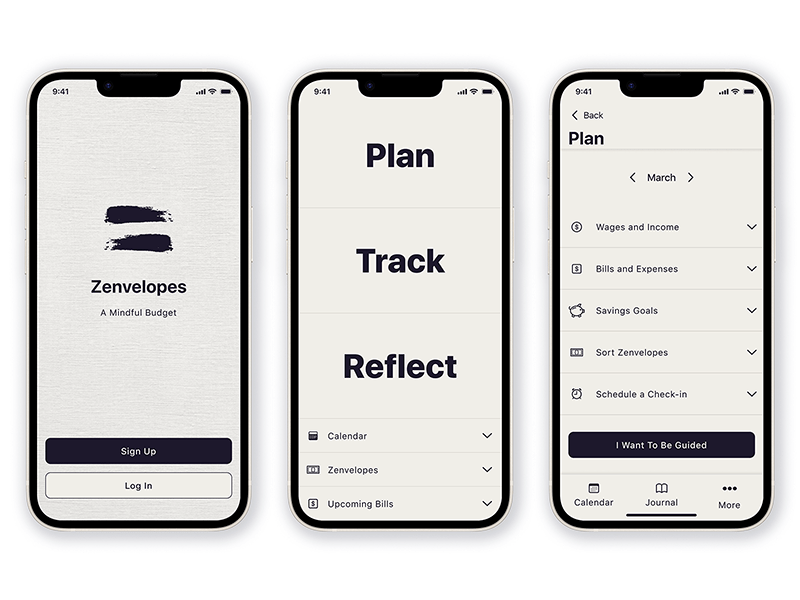 9:41
Zenvelopes
A Mindful Budget
Sign Up
Log In
9:41
Plan
Track
Reflect
Calendar
Zenvelopes
Upcoming Bills
9:41
Back
Plan
March
Wages and Income
Bills and Expenses
Savings Goals
Sort Zenvelopes
Schedule a Check-in
I Want To Be Guided
Calendar
Journal
More